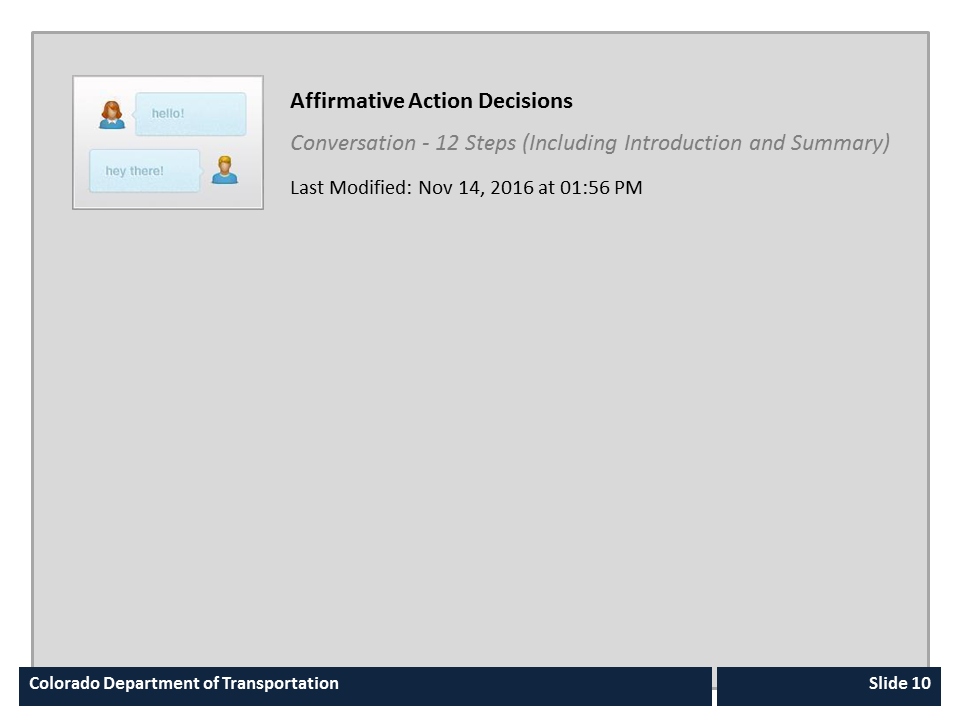 hello!
hey there!
Affirmative Action Decisions
Conversation - 12 Steps (Including Introduction and Summary)
Last Modified: Nov 14, 2016 at 01:56 PM
Colorado Department of Transportation
Slide 10